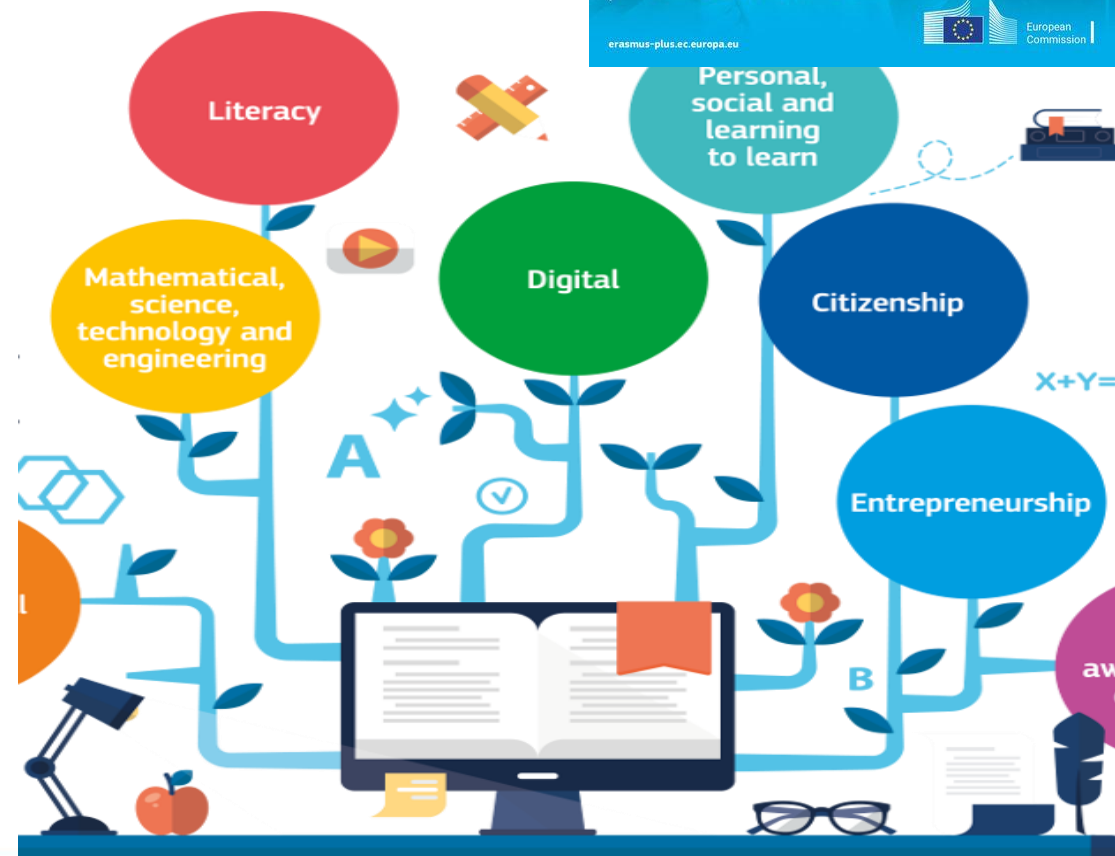 erasmus-plus.ec.europa.eu
European
Commission
Literacy
Personal,
social and
learning
to learn
Mathematical,
science,
technology and
engineering
Digital
Citizenship
X+Y=
A
Entrepreneurship
l
aw
B